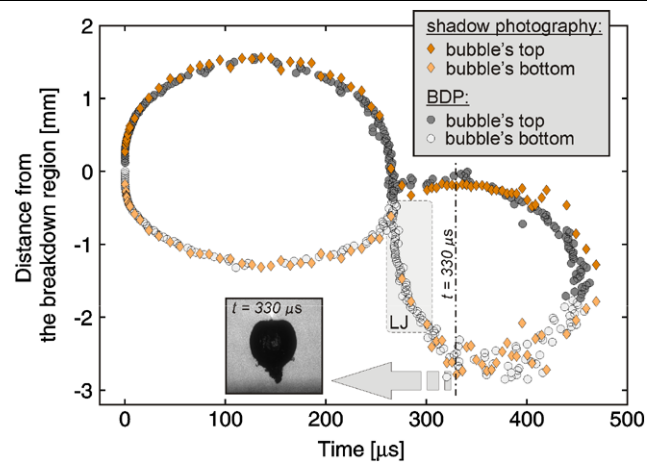 shadow photography:
bubble's top
bubble's bottom
BDP:
bubble's top
bubble's bottom
2
1
0
-1
-2
-3
Distance from
the breakdown region [mm]
t = 330 µs
LJ
t = 330 µs
0
100
200
300
400
500
Time [µs]